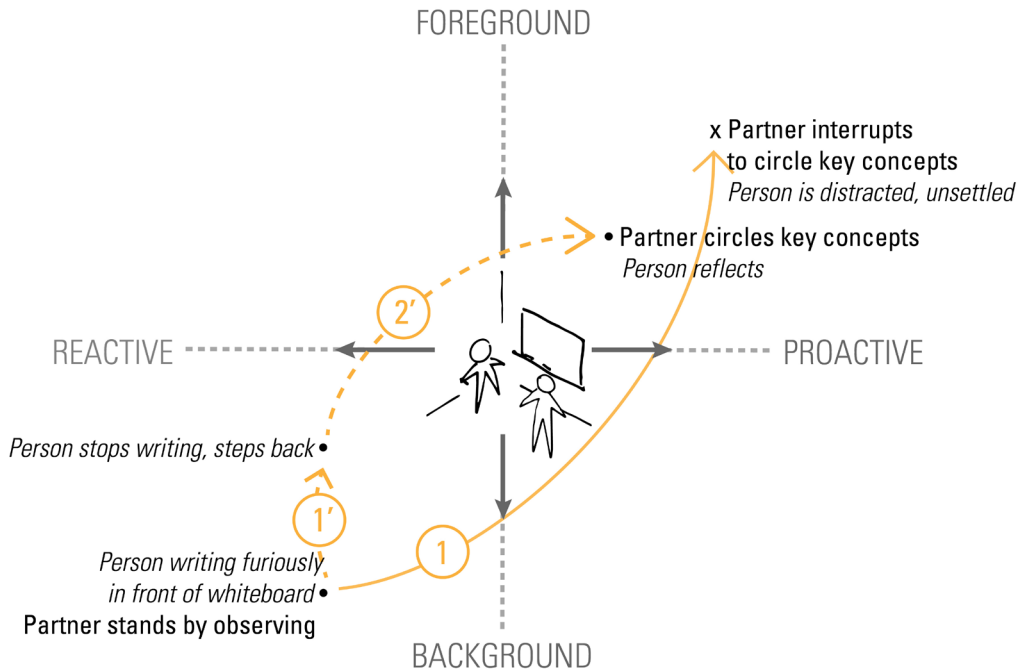 FOREGROUND
x Partner interrupts
to circle key concepts
Person is distracted, unsettled
• Partner circles key concepts
Person reflects
2’
REACTIVE
PROACTIVE
Person stops writing, steps back •
1’
1
Person writing furiously
in front of whiteboard •
Partner stands by observing
BACKGROUND